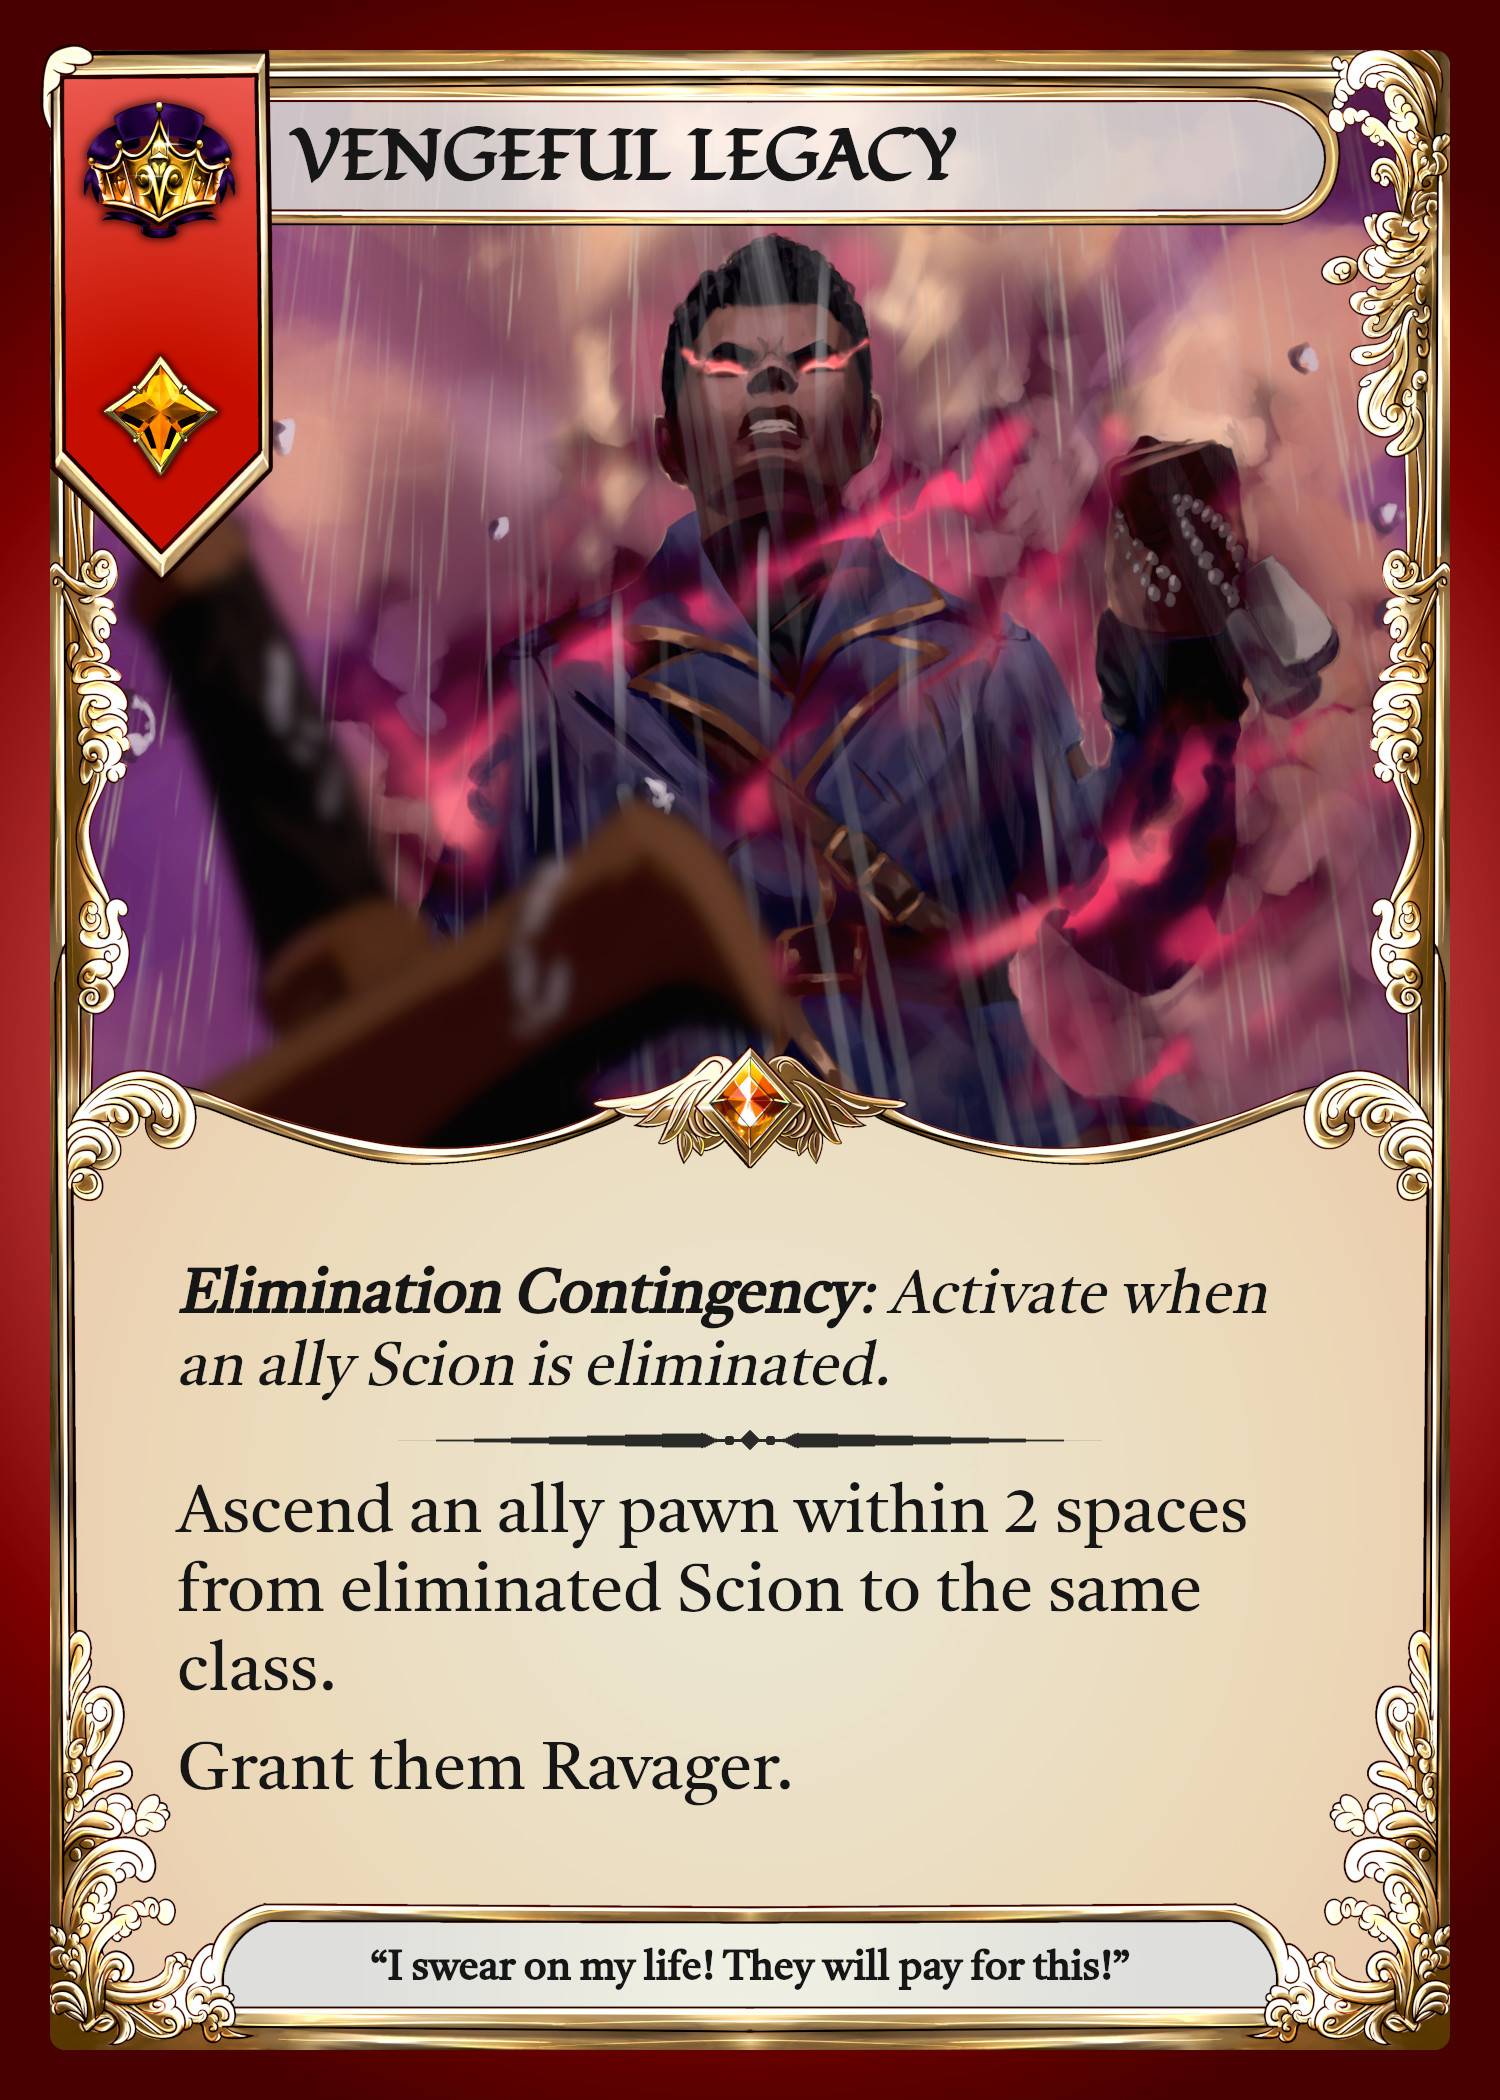 VENGEFUL LEGACY
Elimination Contingency: Activate when
an ally Scion is eliminated.
Ascend an ally pawn within 2 spaces
from eliminated Scion to the same
class.
Grant them Ravager.
“I swear on my life! They will pay for this!”